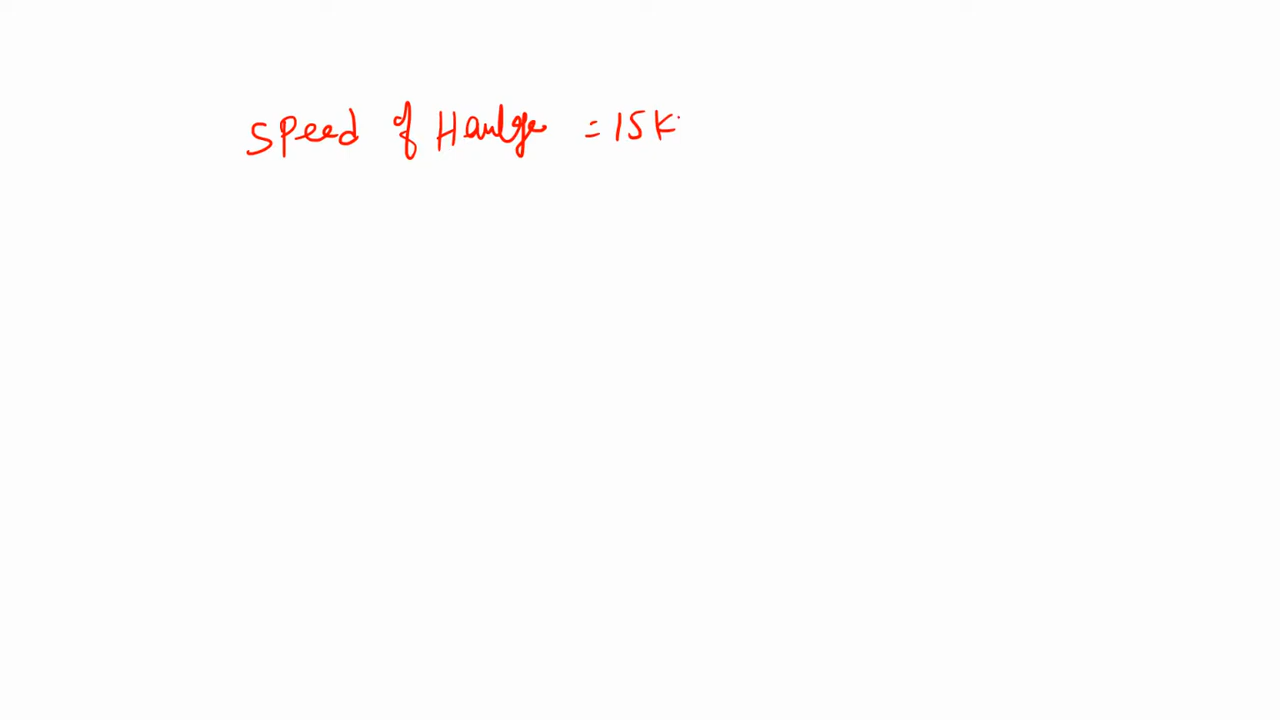 Speed of Haulge = 15K